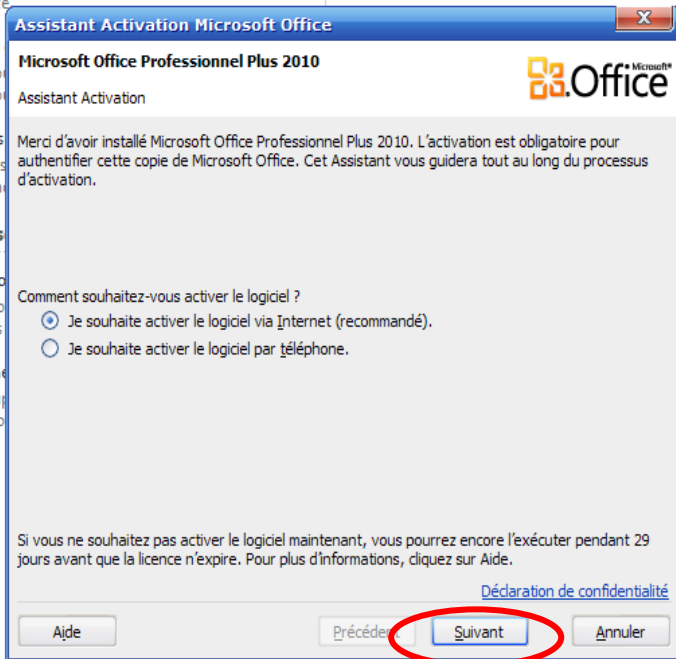 Assistant Activation Microsoft Office
Microsoft Office Professionnel Plus 2010
Microsoft®
Office
Assistant Activation
Merci d'avoir installé Microsoft Office Professionnel Plus 2010. L'activation est obligatoire pour
authentifier cette copie de Microsoft Office. Cet Assistant vous guidera tout au long du processus
d'activation.
Comment souhaitez-vous activer le logiciel ?
Je souhaite activer le logiciel via Internet (recommandé).
Je souhaite activer le logiciel par téléphone.
Si vous ne souhaitez pas activer le logiciel maintenant, vous pourrez encore l'exécuter pendant 29
jours avant que la licence n'expire. Pour plus d'informations, cliquez sur Aide.
Déclaration de confidentialité
Aide
Suivant
Annuler